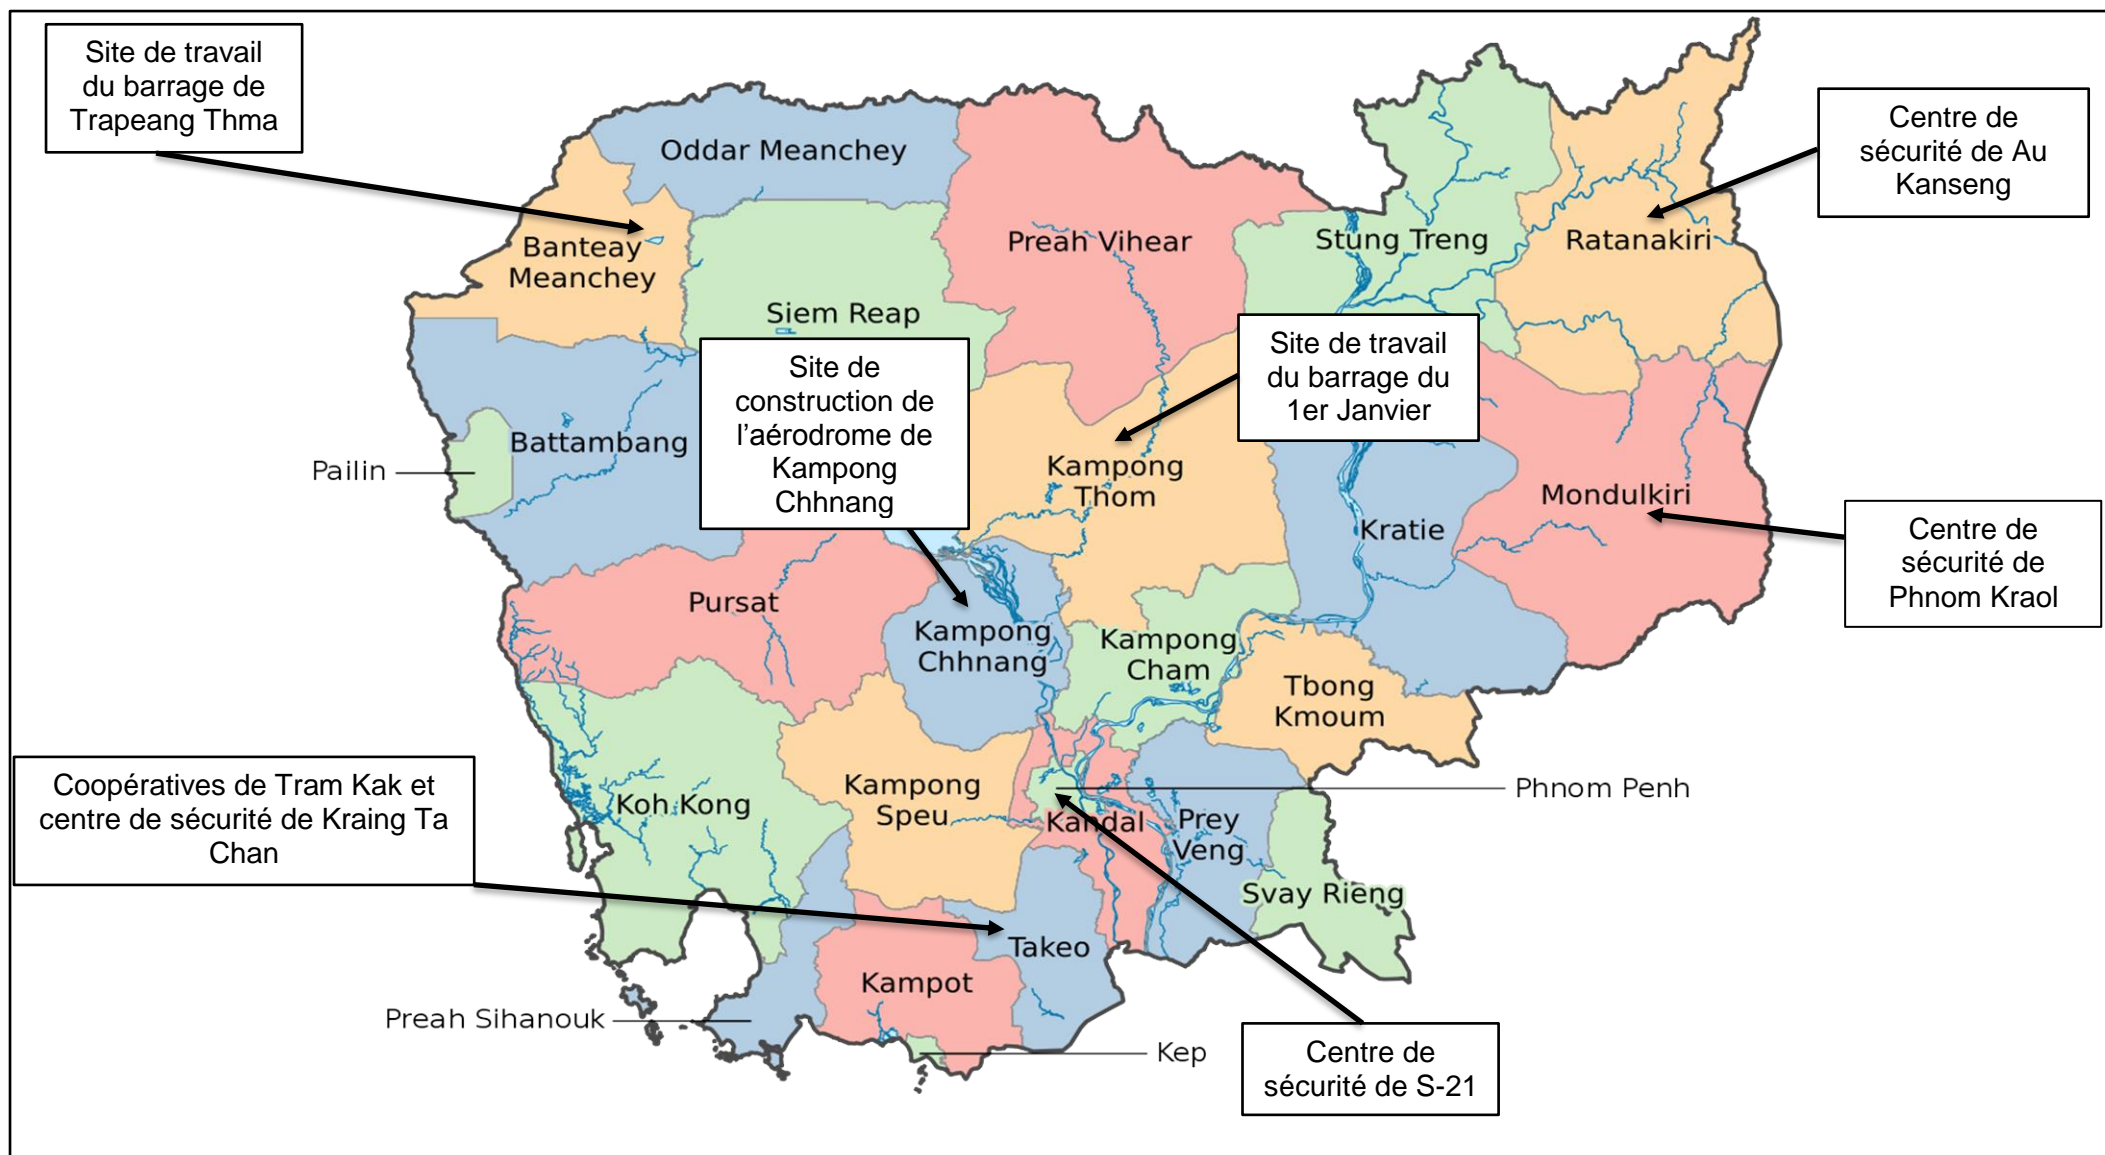 Site de travail
du barrage de
Trapeang Thma
Oddar Meanchey
Centre de
sécurité de Au
Kanseng
Banteay
Meanchey
Preah Vihear
Stung Treng
Ratanakiri
Siem Reap
Site de
construction de
l’aérodrome de
Kampong
Chhnang
Site de travail
du barrage du
1er Janvier
Pailin
Battambang
Kampong
Thom
Kratie
Mondulkiri
Centre de
sécurité de
Phnom Kraol
Pursat
Kampong
Chhnang
Kampong
Cham
Tbong
Kmoum
Coopératives de Tram Kak et
centre de sécurité de Kraing Ta
Chan
Koh Kong
Kampong
Speu
Kandal
Phnom Penh
Prey
Veng
Svay Rieng
Takeo
Kampot
Preah Sihanouk
Kep
Centre de
sécurité de S-21